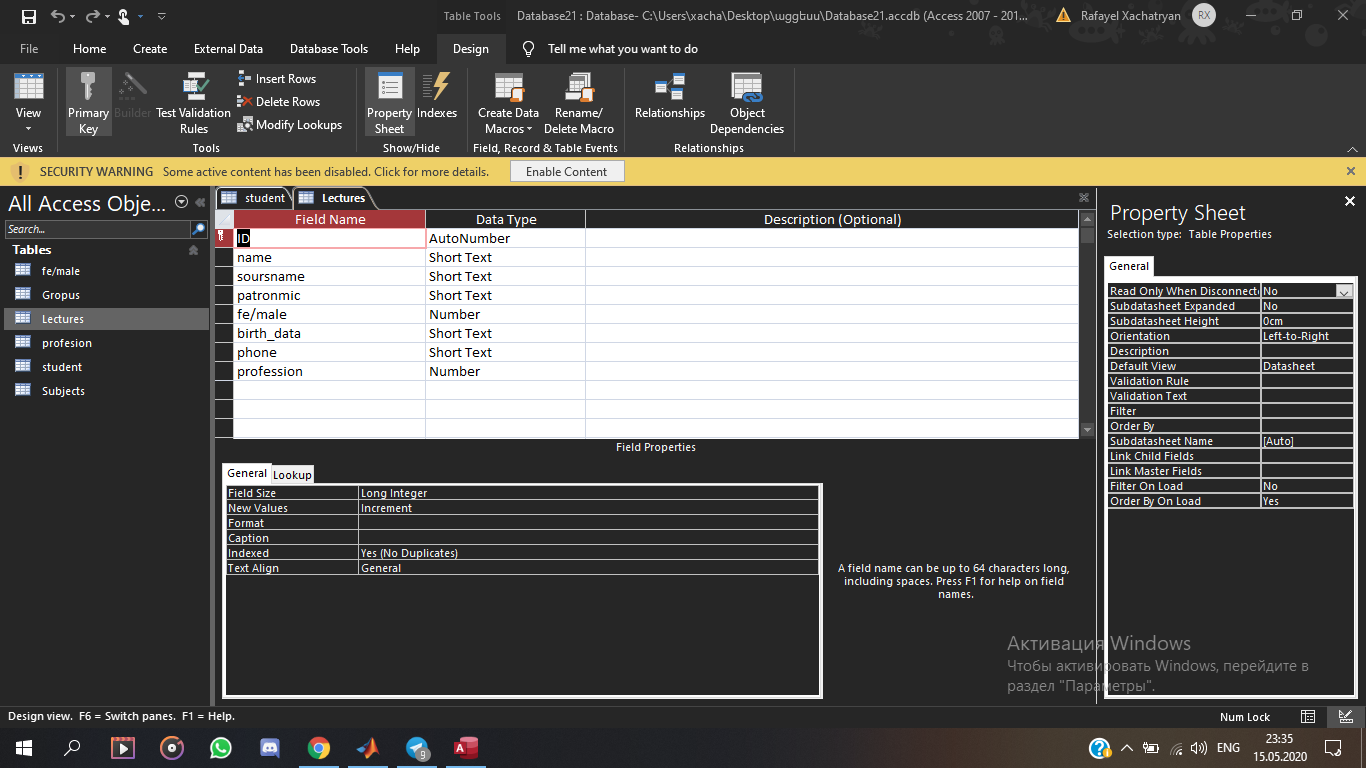 Table Tools
Database21 : Database- C:\Users\xacha\Desktop\աggեuu\Database21.accdb (Access 2007 - 201...
Rafayel Xachatryan
RX
File
Home
Create
External Data
Database Tools
Help
Design
Tell me what you want to do
View
Primary Key
Builder
Test Validation Rules
Insert Rows
Delete Rows
Modify Lookups
Property Sheet
Indexes
Create Data Macros
Rename/ Delete Macro
Relationships
Object Dependencies
Views
Tools
Show/Hide
Field, Record & Table Events
Relationships
SECURITY WARNING Some active content has been disabled. Click for more details.
Enable Content
All Access Obje...
Search...
Tables
fe/male
Gropus
Lectures
profesion
student
Subjects
student
Lectures
Field Name Data Type Description (Optional)
ID AutoNumber
name Short Text
soursname Short Text
patronmic Short Text
fe/male Number
birth_data Short Text
phone Short Text
profession Number
Field Properties
General
Lookup
Field Size Long Integer
New Values Increment
Format
Caption
Indexed Yes (No Duplicates)
Text Align General
A field name can be up to 64 characters long,
including spaces. Press F1 for help on field
names.
Property Sheet
Selection type: Table Properties
General
Read Only When Disconnecte No
Subdatasheet Expanded No
Subdatasheet Height 0cm
Orientation Left-to-Right
Description
Default View Datasheet
Validation Rule
Validation Text
Filter
Order By
Subdatasheet Name [Auto]
Link Child Fields
Link Master Fields
Filter On Load No
Order By On Load Yes
Активация Windows
Чтобы активировать Windows, перейдите в
раздел "Параметры".
Design view. F6 = Switch panes. F1 = Help.
Num Lock
9
ENG
23:35
15.05.2020